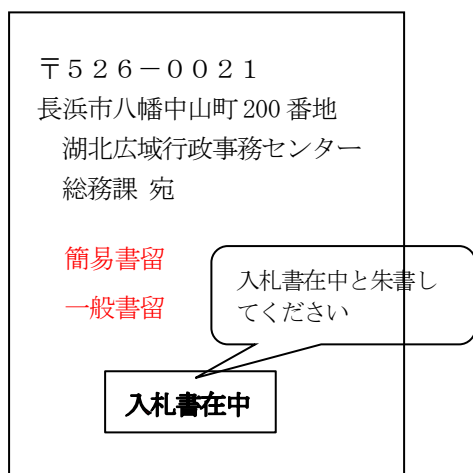 〒５２６－００２１
長浜市八幡中山町 200 番地
湖北広域行政事務センター
総務課 宛
簡易書留
一般書留
入札書在中と朱書し
てください
入札書在中